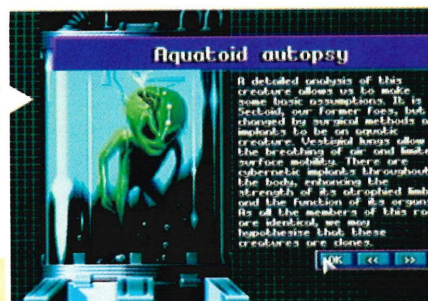 Aquatoid autopsy
A detailed analysis of this
creature allows us to make
some basic assumptions. It is
Sectoid, our former foes, but
changed by surgical methods a
implants to be an aquatic
creature. Vestigial lungs allow
the breathing of air and limite
surface mobility. There are
cybernetic implants throughout
the body, enhancing the
strength of its atrophied limb
and the function of its organs
As all the members of this ra
are identical, we may
hypothesise that these
creatures are clones.
OK << >>